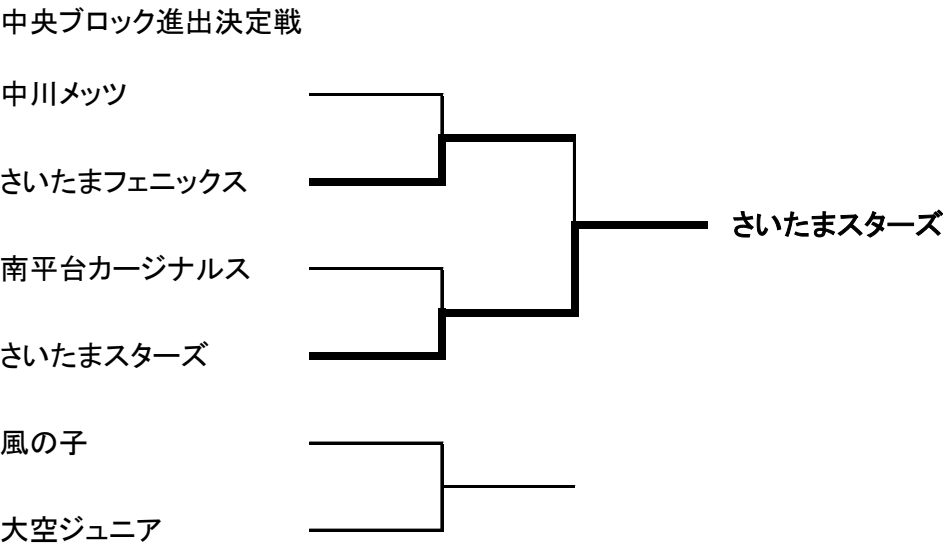 中央ブロック進出決定戦
中川メッツ
さいたまフェニックス
さいたまスターズ
南平台カージナルス
さいたまスターズ
風の子
大空ジュニア